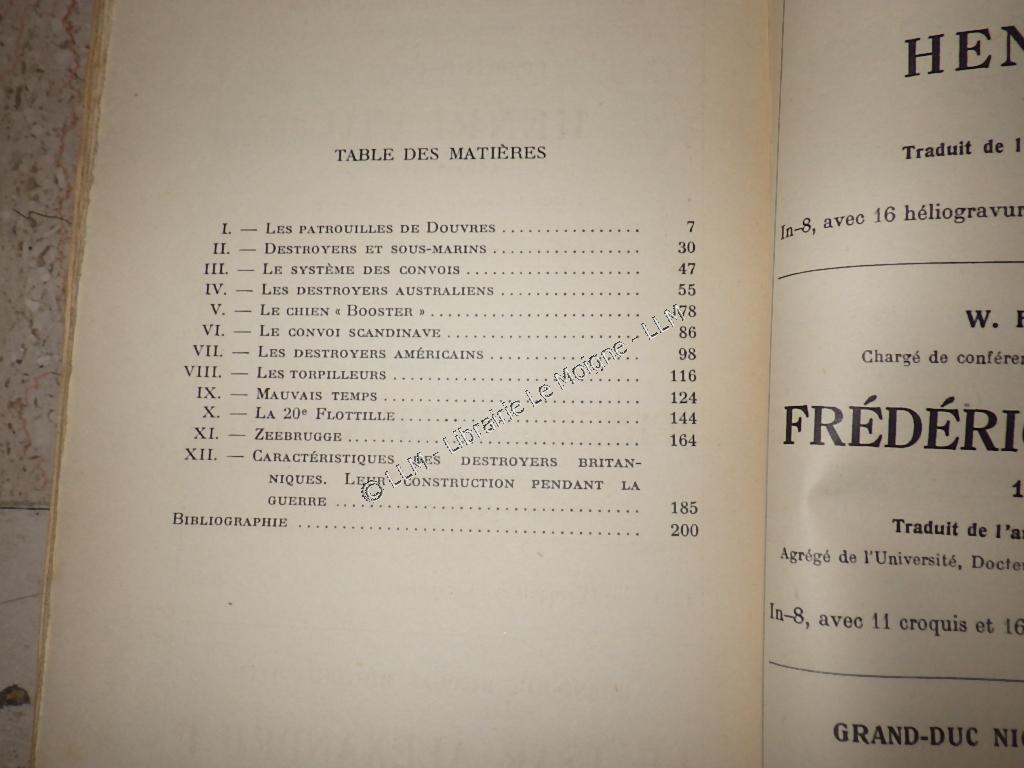 TABLE DES MATIÈRES
I. — Les patrouilles de Douvres ................ 7
II. — Destroyers et sous-marins ................ 30
III. — Le système des convois ................ 47
IV. — Les destroyers australiens ................ 55
V. — Le chien « Booster » ................ 78
VI. — Le convoi scandinave ................ 86
VII. — Les destroyers américains ................ 98
VIII. — Les torpilleurs ................ 116
IX. — Mauvais temps ................ 124
X. — La 20e Flottille ................ 144
XI. — Zeebrugge ................ 164
XII. — Caractéristiques des destroyers britan-
niques. Leur construction pendant la
guerre ................ 185
Bibliographie ................ 200
© LLM - Librairie Le Moigne - LLM
HEN
Traduit de l
In-8, avec 16 héliogravur
W.
Chargé de confére
FRÉDÉRI
1
Traduit de l'a
Agrégé de l'Université, Docte
In-8, avec 11 croquis et 16
GRAND-DUC NI